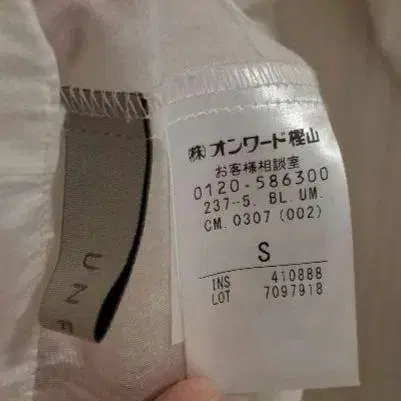 ㈱オンワード樫山
お客様相談室
0120-586300
237-5. BL. UM.
CM. 0307 (002)
S
INS 410888
LOT 7097918
UN